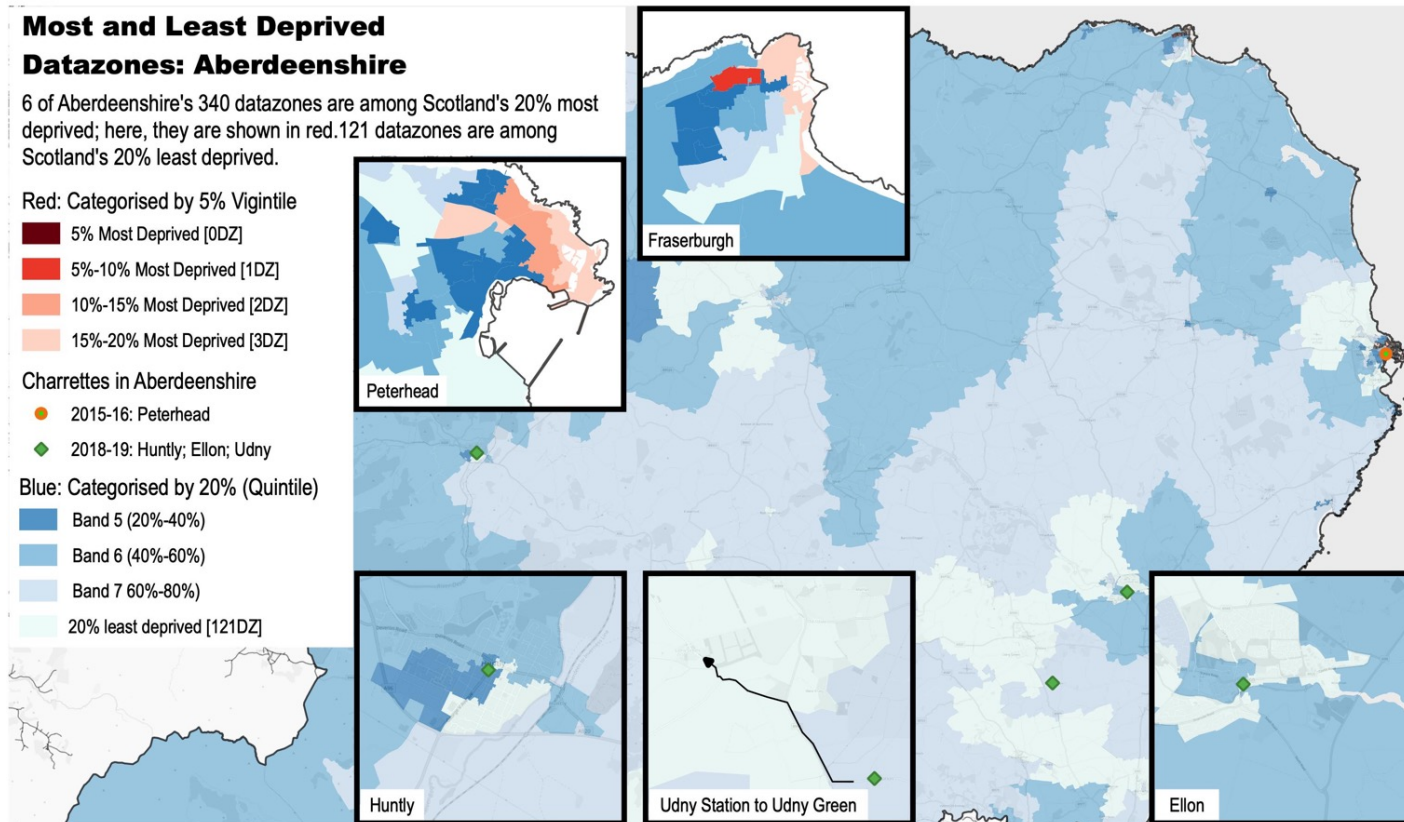 Most and Least Deprived
Datazones: Aberdeenshire
6 of Aberdeenshire's 340 datazones are among Scotland's 20% most
deprived; here, they are shown in red.121 datazones are among
Scotland's 20% least deprived.
Red: Categorised by 5% Vigintile
5% Most Deprived [0DZ]
5%-10% Most Deprived [1DZ]
10%-15% Most Deprived [2DZ]
15%-20% Most Deprived [3DZ]
Charrettes in Aberdeenshire
2015-16: Peterhead
2018-19: Huntly; Ellon; Udny
Blue: Categorised by 20% (Quintile)
Band 5 (20%-40%)
Band 6 (40%-60%)
Band 7 60%-80%)
20% least deprived [121DZ]
Fraserburgh
Peterhead
Huntly
Udny Station to Udny Green
Ellon